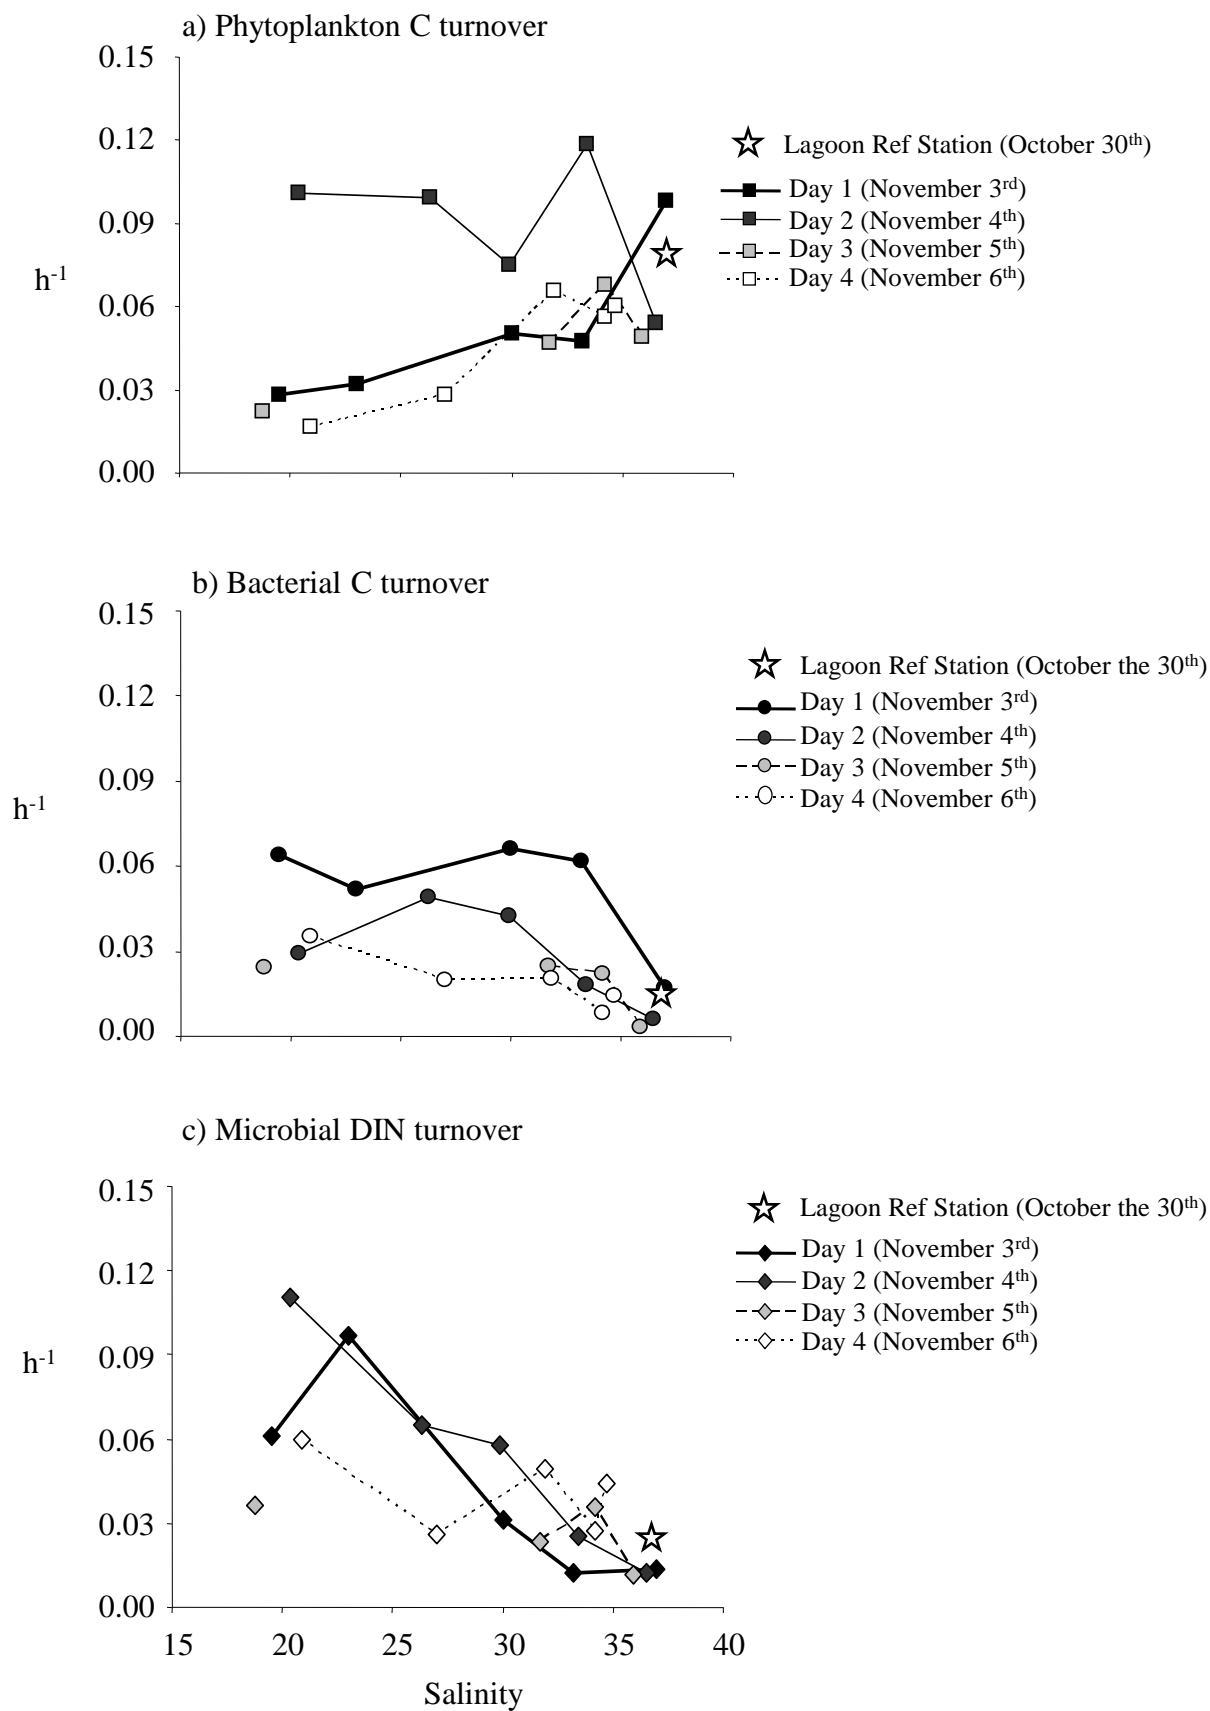 a) Phytoplankton C turnover
0.15
0.12
0.09
0.06
0.03
0.00
h-1
Lagoon Ref Station (October 30th)
Day 1 (November 3rd)
Day 2 (November 4th)
Day 3 (November 5th)
Day 4 (November 6th)
b) Bacterial C turnover
0.15
0.12
0.09
0.06
0.03
0.00
h-1
Lagoon Ref Station (October the 30th)
Day 1 (November 3rd)
Day 2 (November 4th)
Day 3 (November 5th)
Day 4 (November 6th)
c) Microbial DIN turnover
0.15
0.12
0.09
0.06
0.03
0.00
h-1
Lagoon Ref Station (October the 30th)
Day 1 (November 3rd)
Day 2 (November 4th)
Day 3 (November 5th)
Day 4 (November 6th)
15 20 25 30 35 40
Salinity